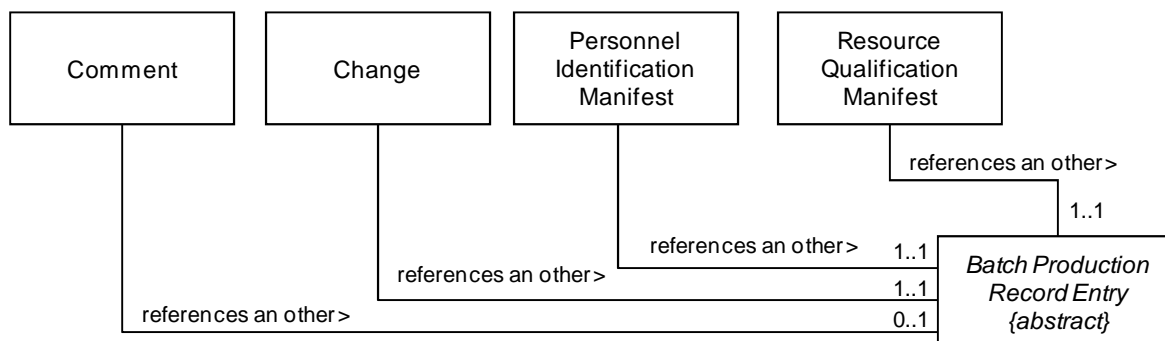 Comment
Change
Personnel
Identification
Manifest
Resource
Qualification
Manifest
references an other>
1..1
references an other>
1..1
references an other>
1..1
references an other>
0..1
Batch Production
Record Entry
{abstract}